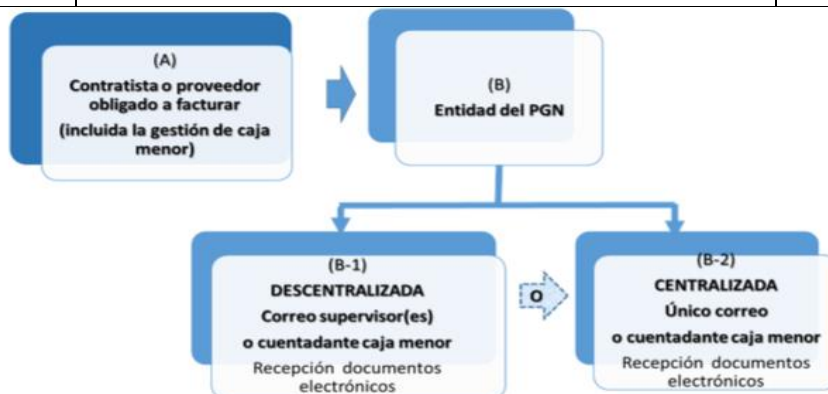 (A)
Contratista o proveedor
obligado a facturar
(incluida la gestión de caja
menor)
(B)
Entidad del PGN
(B-1)
DESCENTRALIZADA
Correo supervisor(es)
o cuentadante caja menor
Recepción documentos
electrónicos
O
(B-2)
CENTRALIZADA
Único correo
o cuentadante caja menor
Recepción documentos
electrónicos